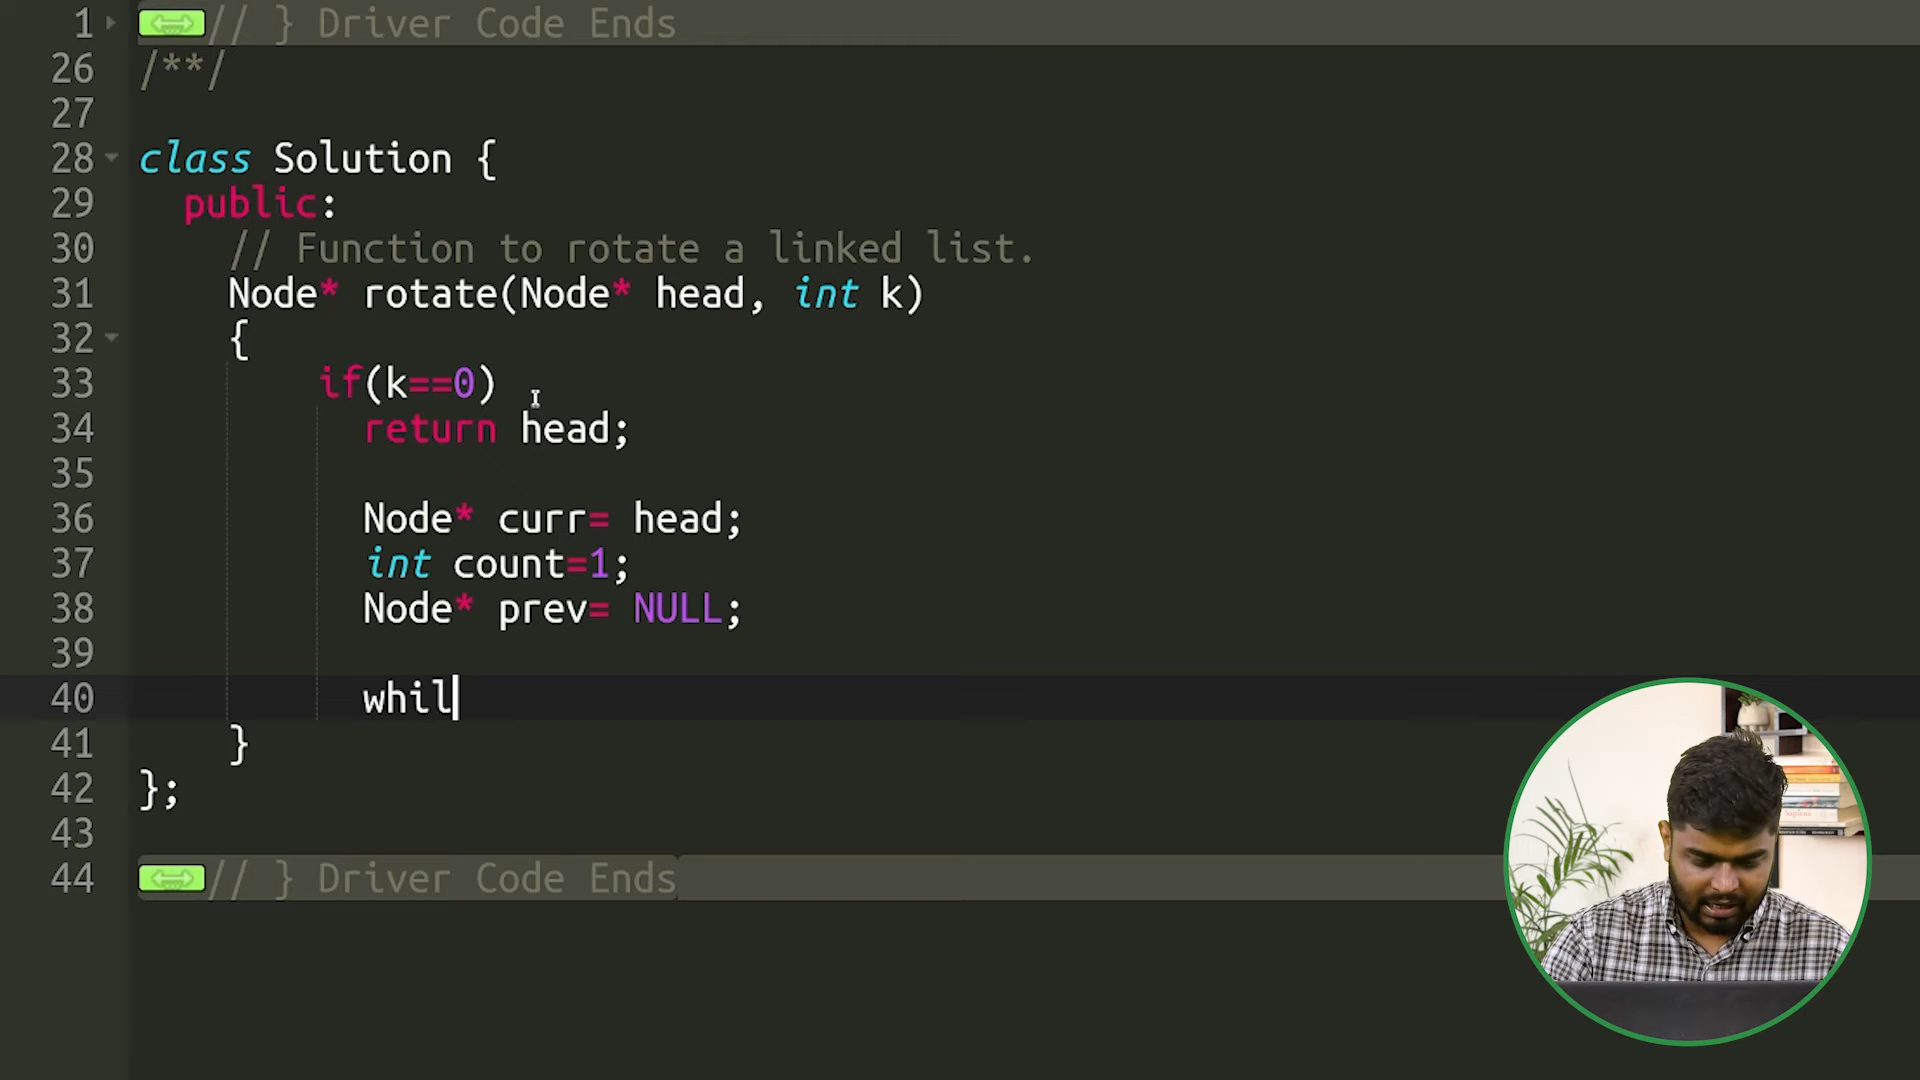 1 // } Driver Code Ends
26 /**/
27
28 class Solution {
29 public:
30 // Function to rotate a linked list.
31 Node* rotate(Node* head, int k)
32 {
33 if(k==0)
34 return head;
35
36 Node* curr= head;
37 int count=1;
38 Node* prev= NULL;
39
40 whil
41 }
42 };
43
44 // } Driver Code Ends